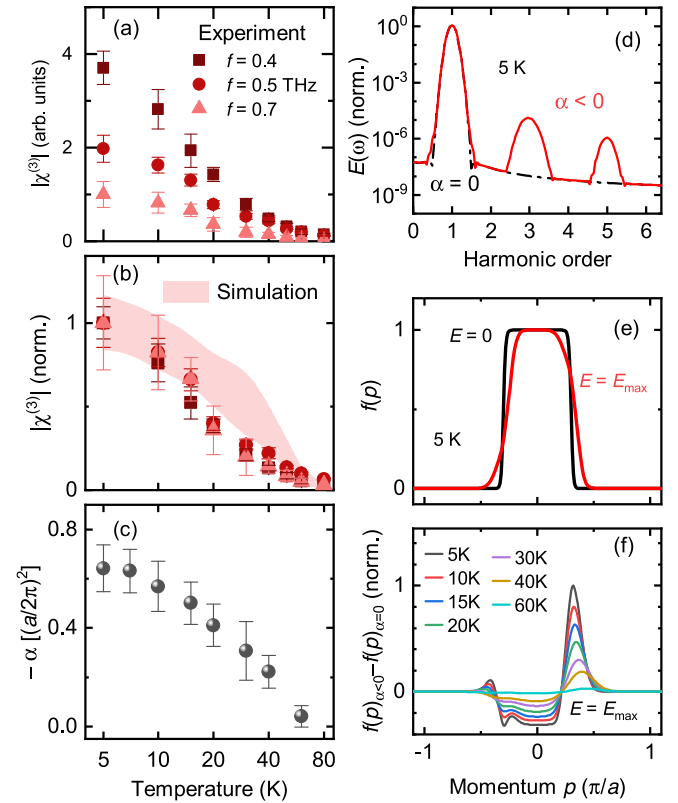 (a)
Experiment
f = 0.4
f = 0.5 THz
f = 0.7
|χ⁽³⁾| (arb. units)
4
2
0
(b)
Simulation
|χ⁽³⁾| (norm.)
1
0
(c)
− α [(a/2π)²]
0.8
0.4
0.0
5
10
20
40
80
Temperature (K)
(d)
5 K
α < 0
α = 0
E(ω) (norm.)
10⁰
10⁻³
10⁻⁶
10⁻⁹
0 1 2 3 4 5 6
Harmonic order
(e)
E = 0
E = Emax
5 K
f(p)
1
0
(f)
5K
10K
15K
20K
30K
40K
60K
E = Emax
f(p)α<0−f(p)α=0 (norm.)
1
0
-1 0 1
Momentum p (π/a)